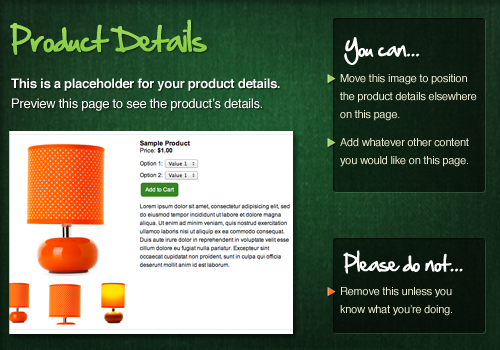 Product Details
This is a placeholder for your product details.
Preview this page to see the product's details.
Sample Product
Price: $1.00
Option 1: Value 1
Option 2: Value 1
Add to Cart
Lorem ipsum dolor sit amet, consectetur adipisicing elit, sed
do eiusmod tempor incididunt ut labore et dolore magna
aliqua. Ut enim ad minim veniam, quis nostrud exercitation
ullamco laboris nisi ut aliquip ex ea commodo consequat.
Duis aute irure dolor in reprehenderit in voluptate velit esse
cillum dolore eu fugiat nulla pariatur. Excepteur sint
occaecat cupidatat non proident, sunt in culpa qui officia
deserunt mollit anim id est laborum.
You can...
Move this image to position
the product details elsewhere
on this page.
Add whatever other content
you would like on this page.
Please do not...
Remove this unless you
know what you're doing.